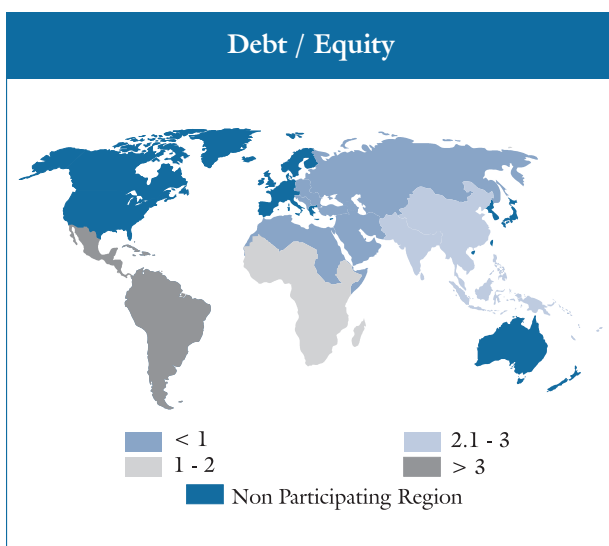 Debt / Equity
< 1
2.1 - 3
1 - 2
> 3
Non Participating Region